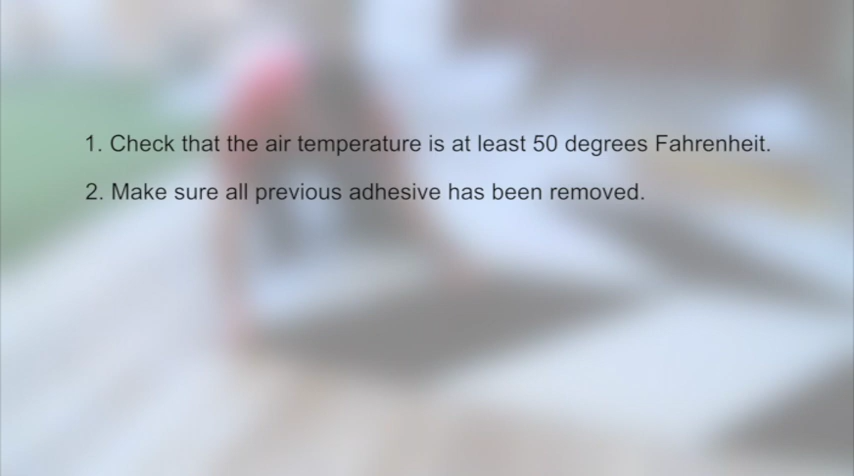 1. Check that the air temperature is at least 50 degrees Fahrenheit.
2. Make sure all previous adhesive has been removed.